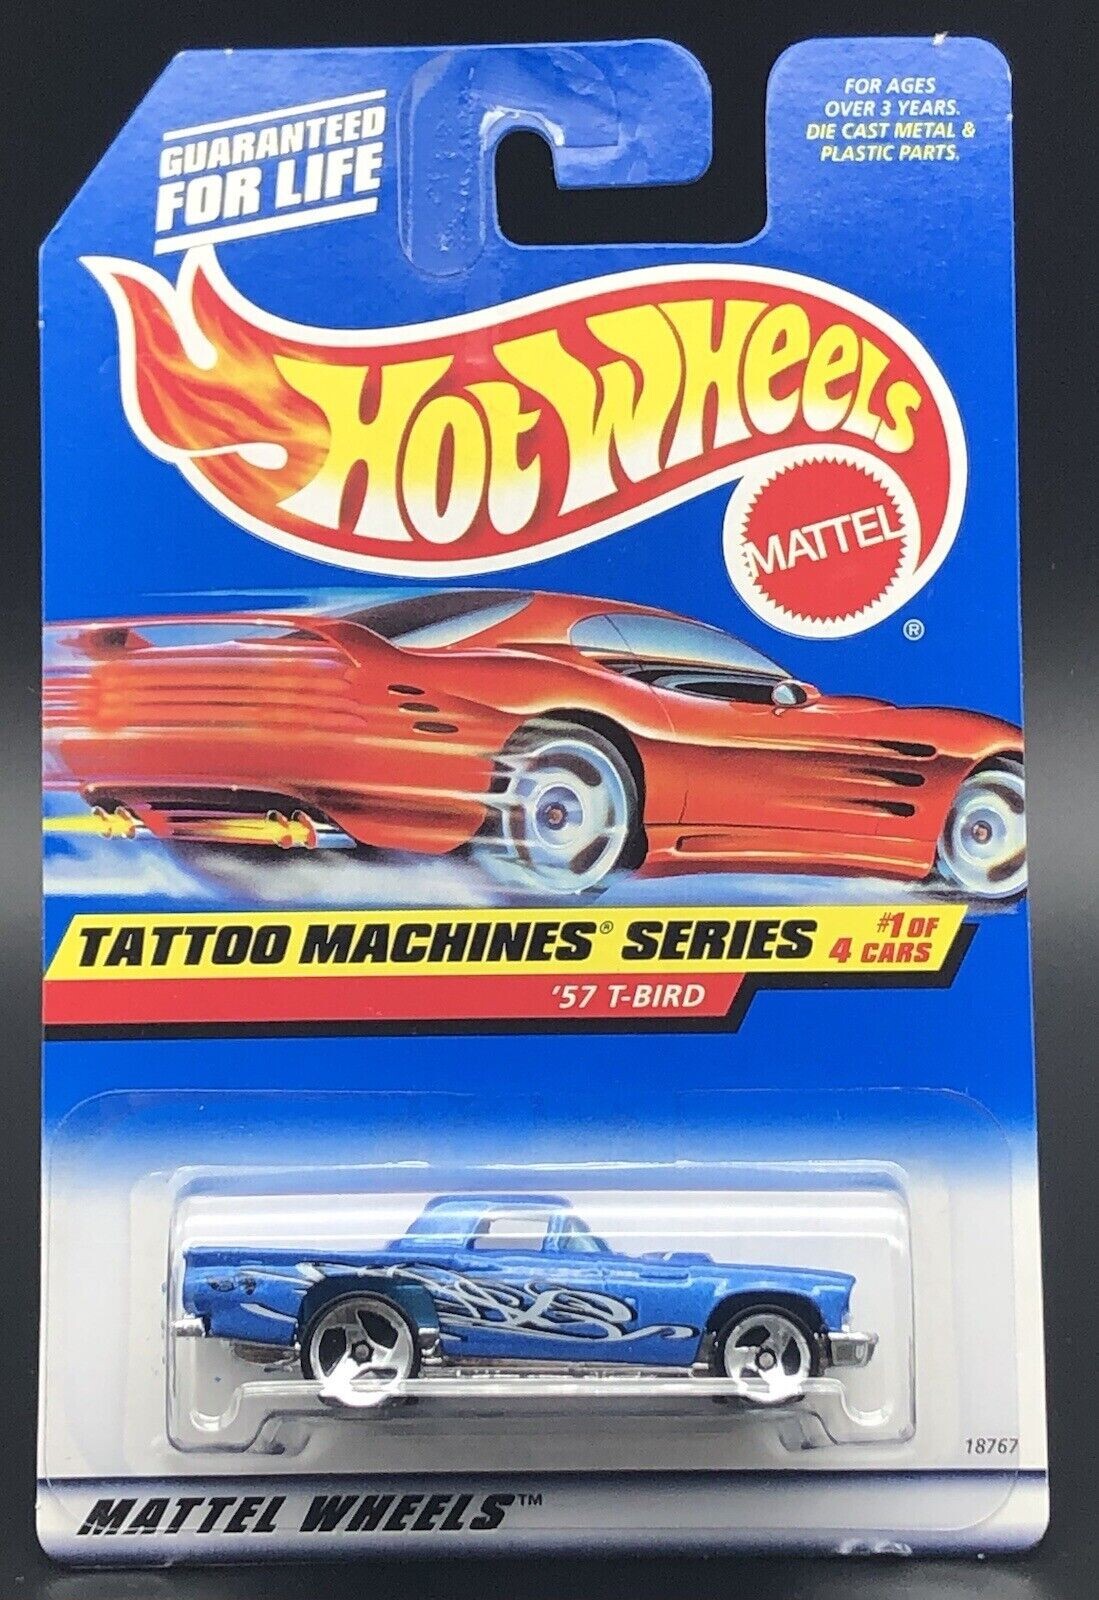 GUARANTEED
FOR LIFE
FOR AGES
OVER 3 YEARS.
DIE CAST METAL &
PLASTIC PARTS.
HOT WHEELS
MATTEL
®
TATTOO MACHINES® SERIES
#1 OF
4 CARS
'57 T-BIRD
18767
MATTEL WHEELS™